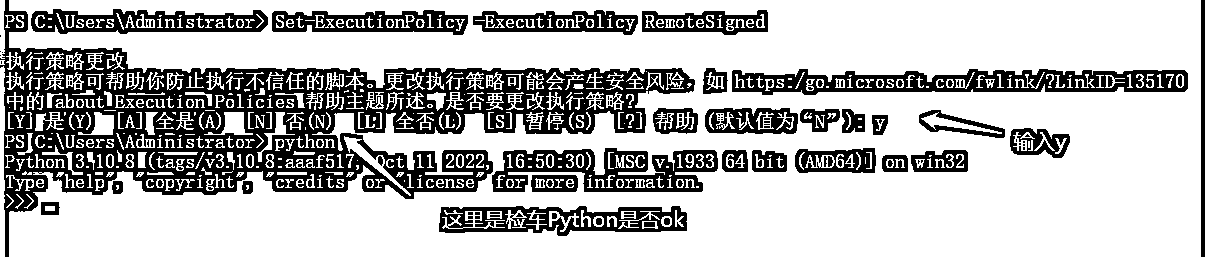 PS C:\Users\Administrator> Set-ExecutionPolicy -ExecutionPolicy RemoteSigned
执行策略更改
执行策略可帮助你防止执行不信任的脚本。更改执行策略可能会产生安全风险，如 https:/go.microsoft.com/fwlink/?LinkID=135170
中的 about_Execution_Policies 帮助主题所述。是否要更改执行策略?
[Y] 是(Y)  [A] 全是(A)  [N] 否(N)  [L] 全否(L)  [S] 暂停(S)  [?] 帮助 (默认值为“N”): y
输入y
PS C:\Users\Administrator> python
Python 3.10.8 (tags/v3.10.8:aaaf517, Oct 11 2022, 16:50:30) [MSC v.1933 64 bit (AMD64)] on win32
Type "help", "copyright", "credits" or "license" for more information.
>>>
这里是检车Python是否ok